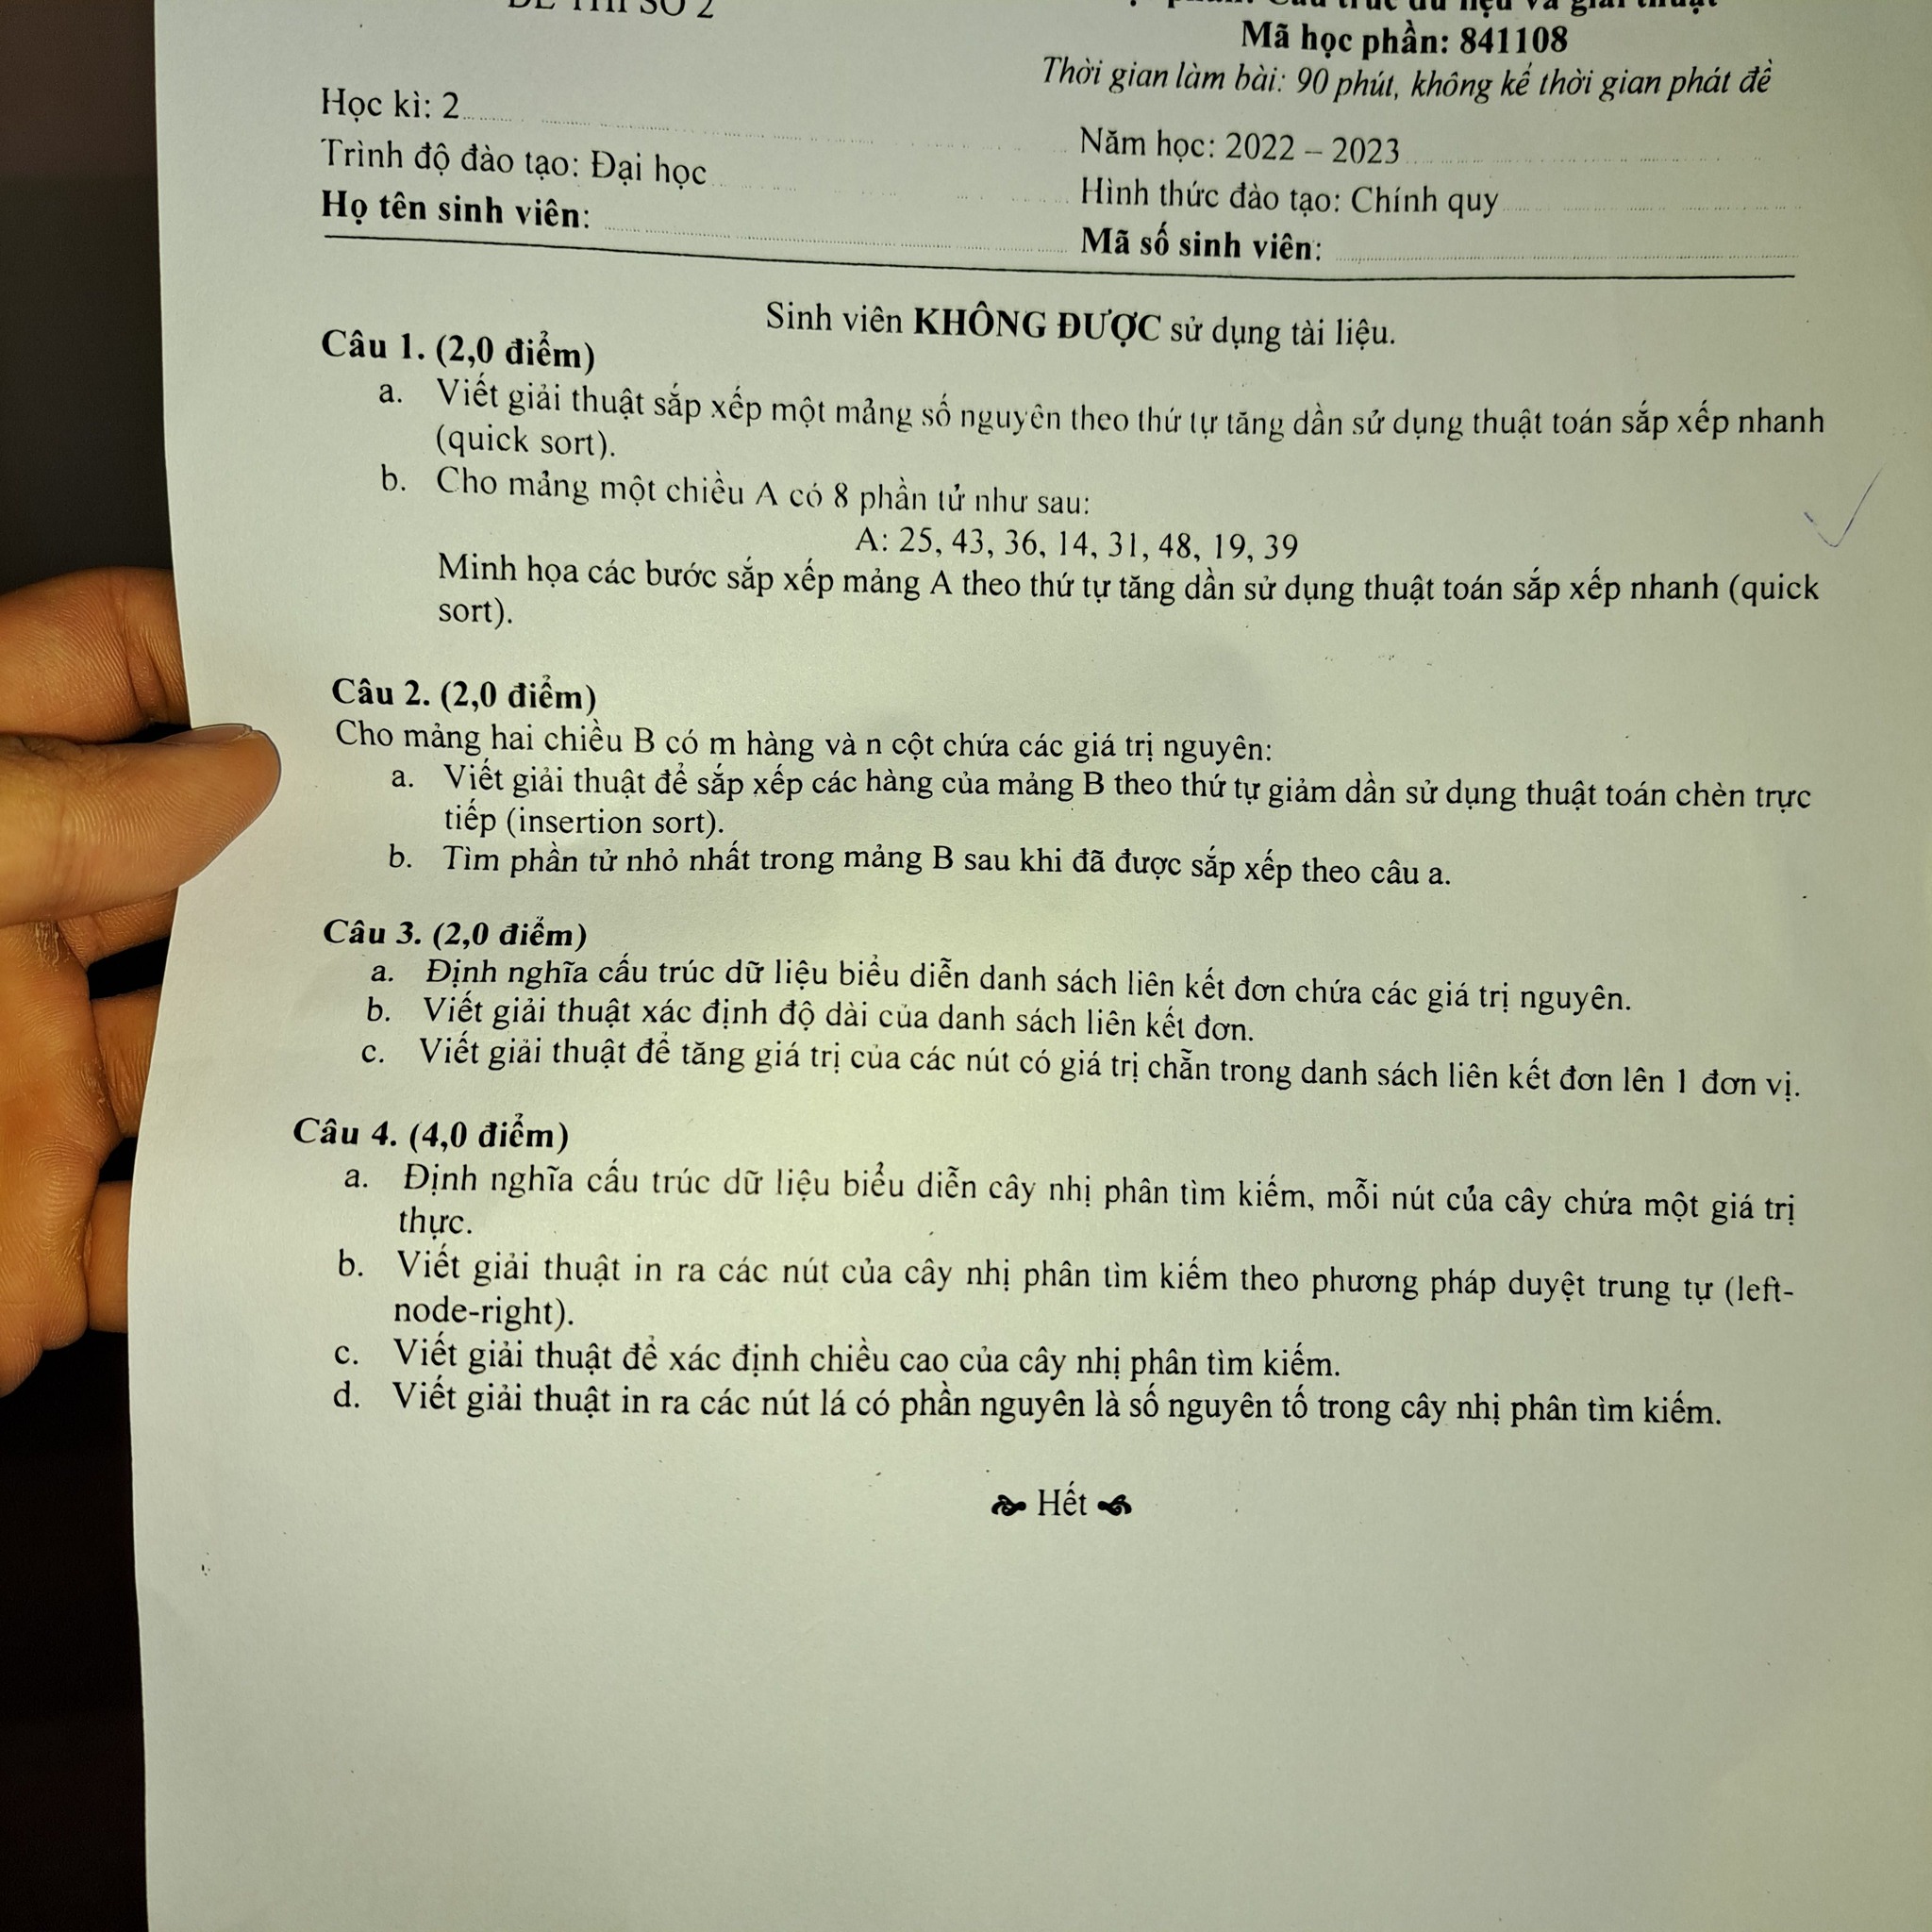 ĐỀ THI SỐ 2
phần: Cấu trúc dữ liệu và giải thuật
Mã học phần: 841108
Thời gian làm bài: 90 phút, không kể thời gian phát đề
Học kì: 2
Năm học: 2022 – 2023
Trình độ đào tạo: Đại học
Hình thức đào tạo: Chính quy
Họ tên sinh viên:
Mã số sinh viên:
Sinh viên KHÔNG ĐƯỢC sử dụng tài liệu.
Câu 1. (2,0 điểm)
a. Viết giải thuật sắp xếp một mảng số nguyên theo thứ tự tăng dần sử dụng thuật toán sắp xếp nhanh
(quick sort).
b. Cho mảng một chiều A có 8 phần tử như sau:
A: 25, 43, 36, 14, 31, 48, 19, 39
Minh họa các bước sắp xếp mảng A theo thứ tự tăng dần sử dụng thuật toán sắp xếp nhanh (quick
sort).
Câu 2. (2,0 điểm)
Cho mảng hai chiều B có m hàng và n cột chứa các giá trị nguyên:
a. Viết giải thuật để sắp xếp các hàng của mảng B theo thứ tự giảm dần sử dụng thuật toán chèn trực
tiếp (insertion sort).
b. Tìm phần tử nhỏ nhất trong mảng B sau khi đã được sắp xếp theo câu a.
Câu 3. (2,0 điểm)
a. Định nghĩa cấu trúc dữ liệu biểu diễn danh sách liên kết đơn chứa các giá trị nguyên.
b. Viết giải thuật xác định độ dài của danh sách liên kết đơn.
c. Viết giải thuật để tăng giá trị của các nút có giá trị chẵn trong danh sách liên kết đơn lên 1 đơn vị.
Câu 4. (4,0 điểm)
a. Định nghĩa cấu trúc dữ liệu biểu diễn cây nhị phân tìm kiếm, mỗi nút của cây chứa một giá trị
thực.
b. Viết giải thuật in ra các nút của cây nhị phân tìm kiếm theo phương pháp duyệt trung tự (left-
node-right).
c. Viết giải thuật để xác định chiều cao của cây nhị phân tìm kiếm.
d. Viết giải thuật in ra các nút lá có phần nguyên là số nguyên tố trong cây nhị phân tìm kiếm.
Hết